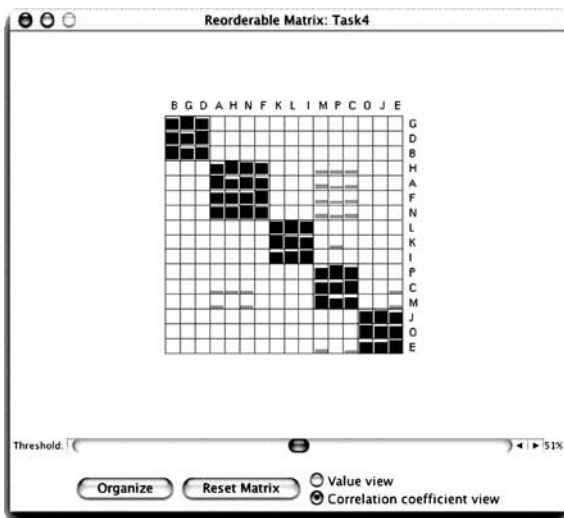 Reorderable Matrix: Task4
B G D A H N F K L I M P C O J E
G
D
B
H
A
F
N
L
K
I
P
C
M
J
O
E
Threshold: 51%
Organize Reset Matrix Value view
Correlation coefficient view